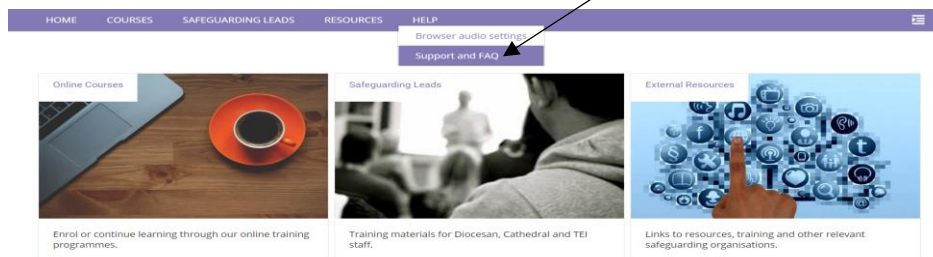 HOME COURSES SAFEGUARDING LEADS RESOURCES HELP
Browser audio settings
Support and FAQ
Online Courses
Safeguarding Leads
External Resources
Enrol or continue learning through our online training
programmes.
Training materials for Diocesan, Cathedral and TEI
staff.
Links to resources, training and other relevant
safeguarding organisations.